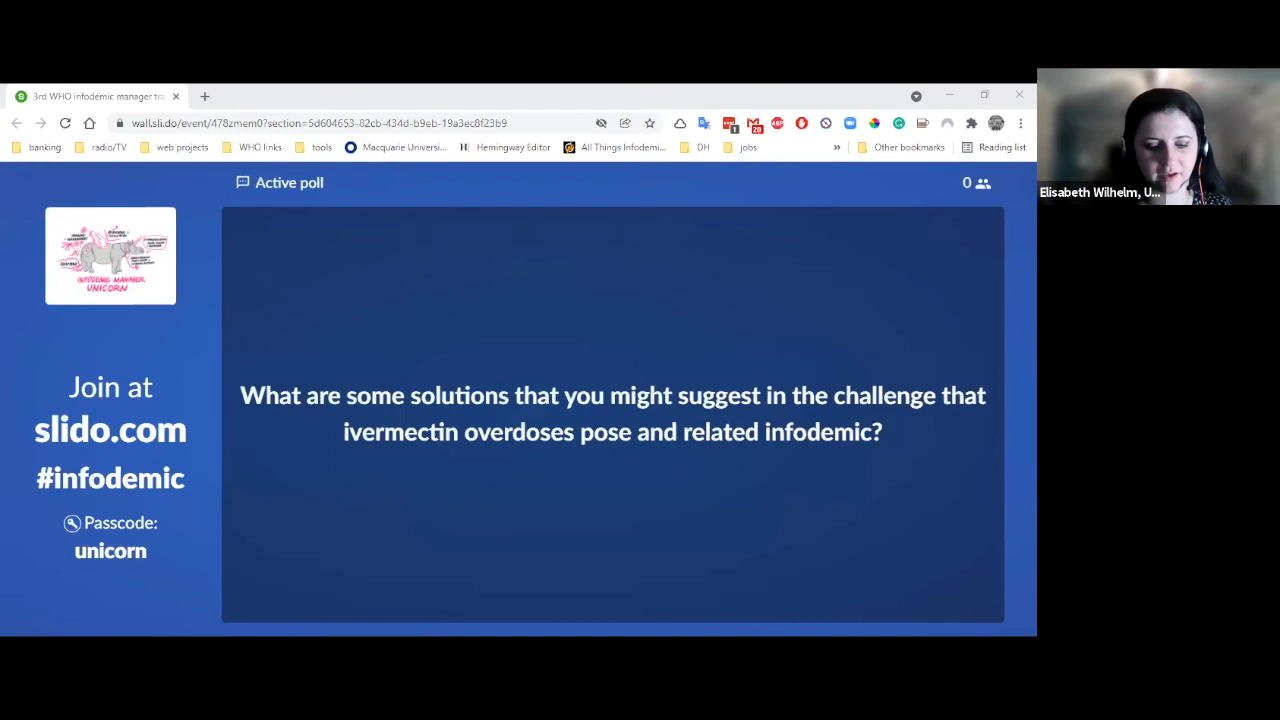 3rd WHO infodemic manager tra
wall.sli.do/event/478zmem0?section=5d604653-82cb-434d-b9eb-19a3ec8f23b9
1
20
ABP
banking
radio/TV
web projects
WHO links
tools
Macquarie Universi...
Hemingway Editor
All Things Infodemi...
DH
jobs
»
Other bookmarks
Reading list
Elisabeth Wilhelm, U...
Active poll
0
INFODEMIC MANAGER
UNICORN
What are some solutions that you might suggest in the challenge that
ivermectin overdoses pose and related infodemic?
Join at
slido.com
#infodemic
Passcode:
unicorn